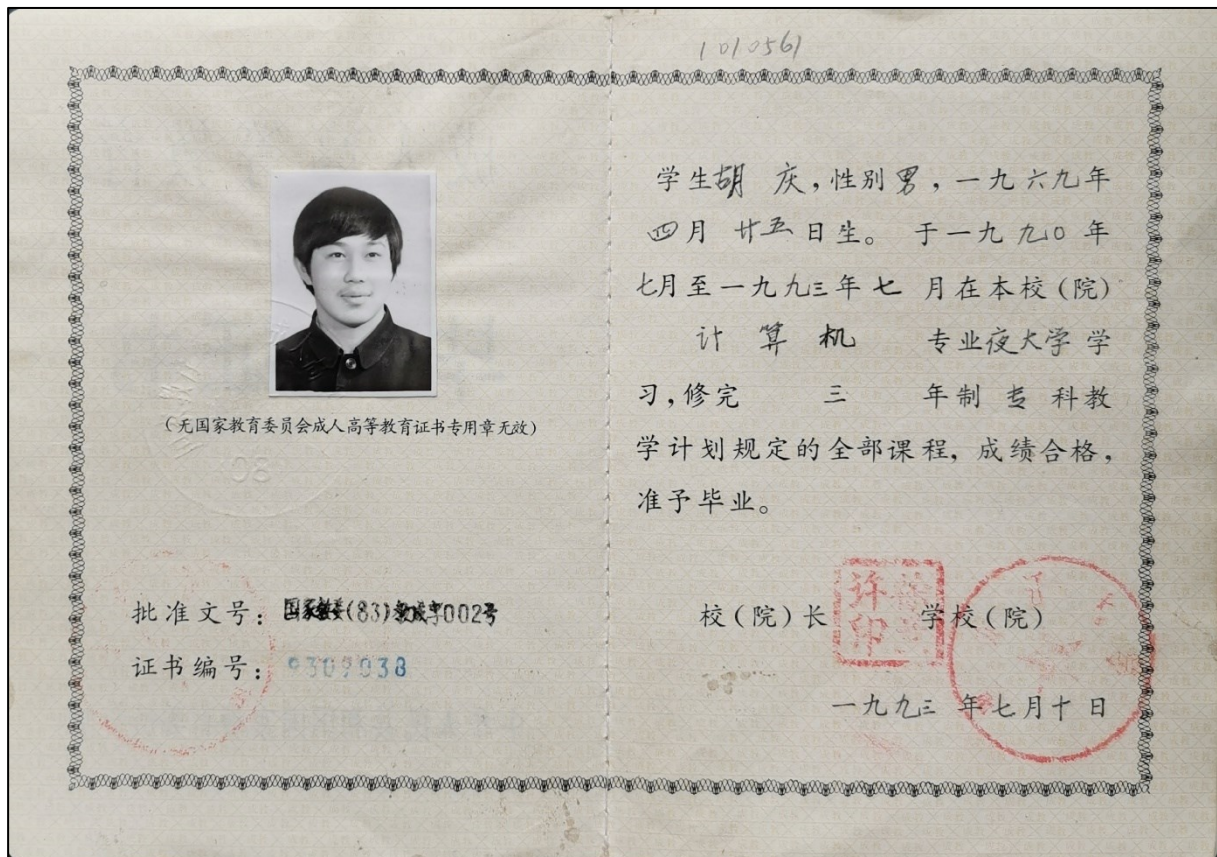 1010561
(无国家教育委员会成人高等教育证书专用章无效)
08
批准文号: 国家教委(83)教成字002号
证书编号: 9309038
学生胡 庆,性别男,一九六九年
四月 廿五日生。 于一九九〇年
七月至一九九三年七 月在本校(院)
计 算 机 专业夜大学 学
习,修完 三 年制 专 科教
学计划规定的全部课程, 成绩合格,
准予毕业。
校(院)长 学校(院)
许
印
一九九三 年七月十日